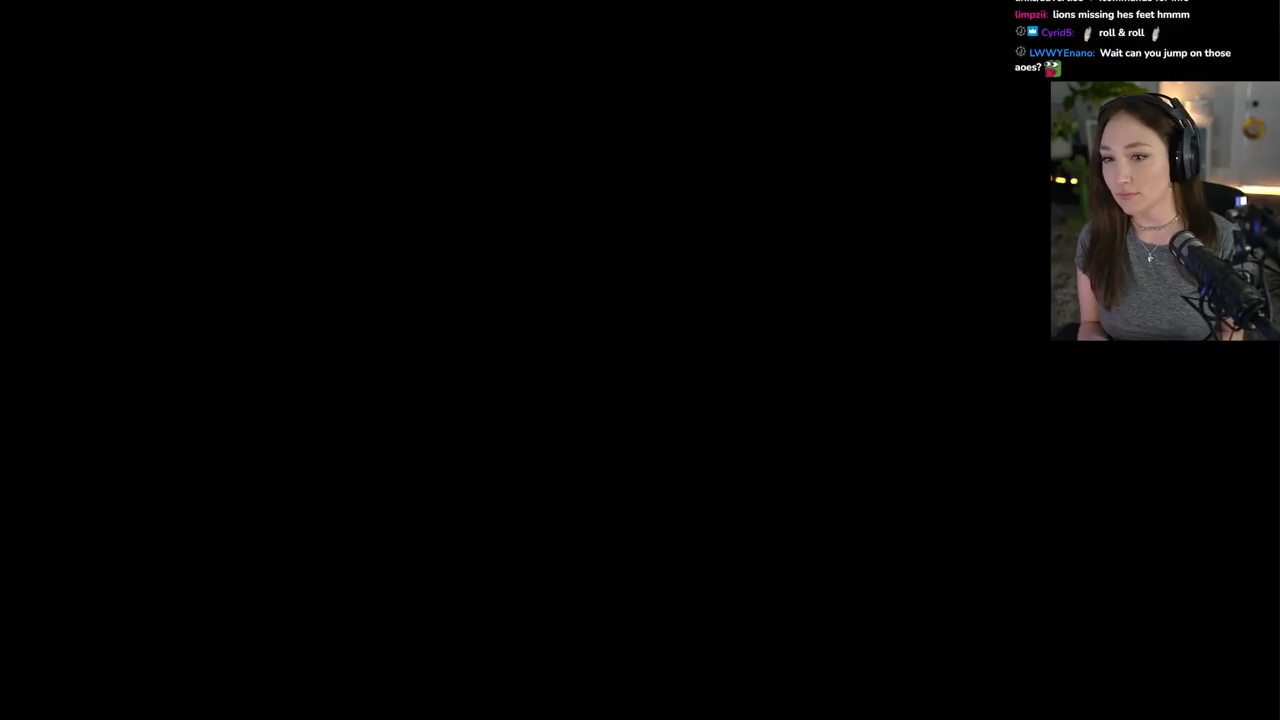 limpzii: lions missing hes feet hmmm
Cyrid5: roll & roll
LWWYEnano: Wait can you jump on those
aoes?